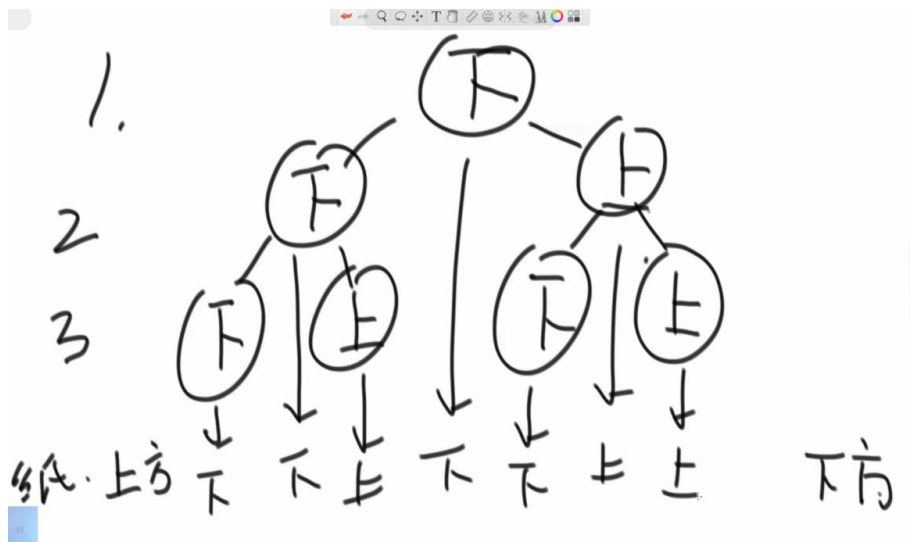 1.
下
2
下 上
3
下 上 下 上
纸.上方 下 下 上 下 下 上 上 下方